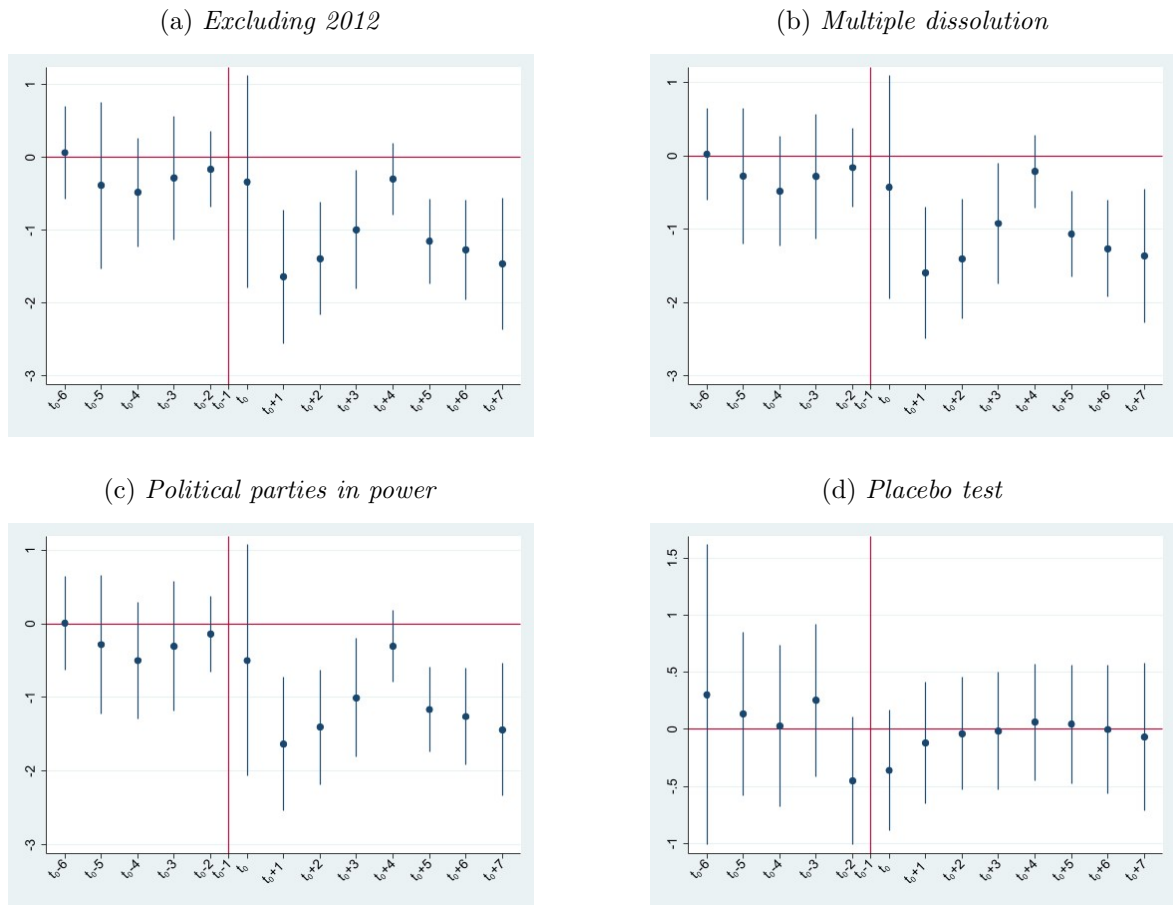 (a) Excluding 2012
1
0
-1
-2
-3
t₀-6 t₀-5 t₀-4 t₀-3 t₀-2 t₀-1 t₀ t₀+1 t₀+2 t₀+3 t₀+4 t₀+5 t₀+6 t₀+7
(b) Multiple dissolution
1
0
-1
-2
-3
t₀-6 t₀-5 t₀-4 t₀-3 t₀-2 t₀-1 t₀ t₀+1 t₀+2 t₀+3 t₀+4 t₀+5 t₀+6 t₀+7
(c) Political parties in power
1
0
-1
-2
-3
t₀-6 t₀-5 t₀-4 t₀-3 t₀-2 t₀-1 t₀ t₀+1 t₀+2 t₀+3 t₀+4 t₀+5 t₀+6 t₀+7
(d) Placebo test
1.5
1
.5
0
-.5
-1
t₀-6 t₀-5 t₀-4 t₀-3 t₀-2 t₀-1 t₀ t₀+1 t₀+2 t₀+3 t₀+4 t₀+5 t₀+6 t₀+7